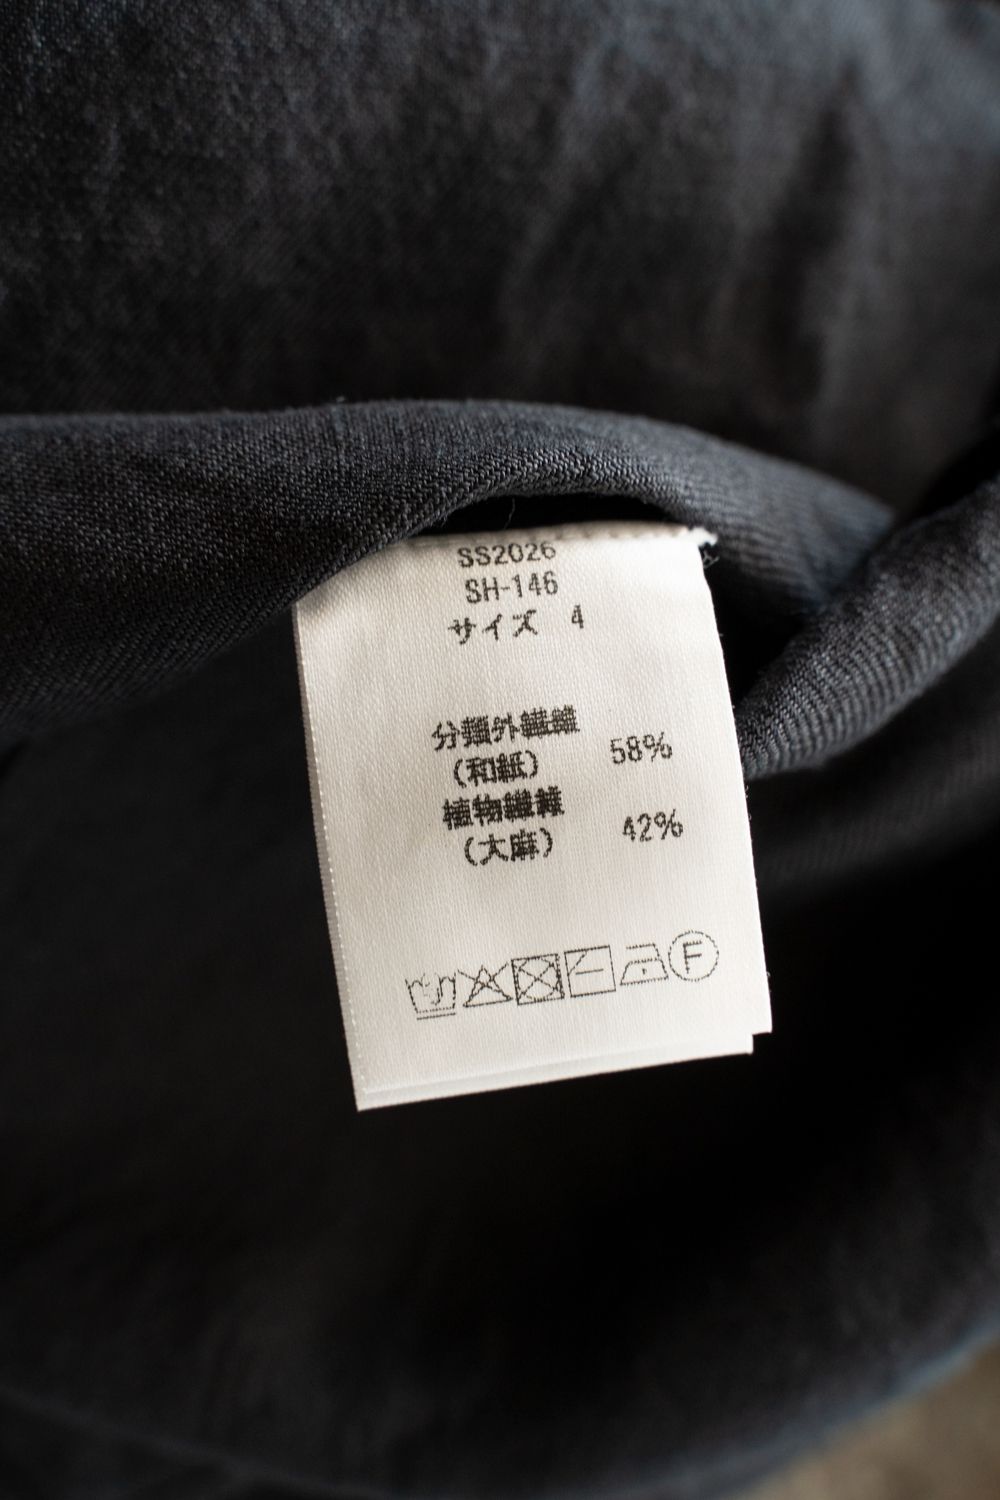 SS2026
SH-146
サイズ 4
分類外繊維
(和紙) 58%
植物繊維
(大麻) 42%
F